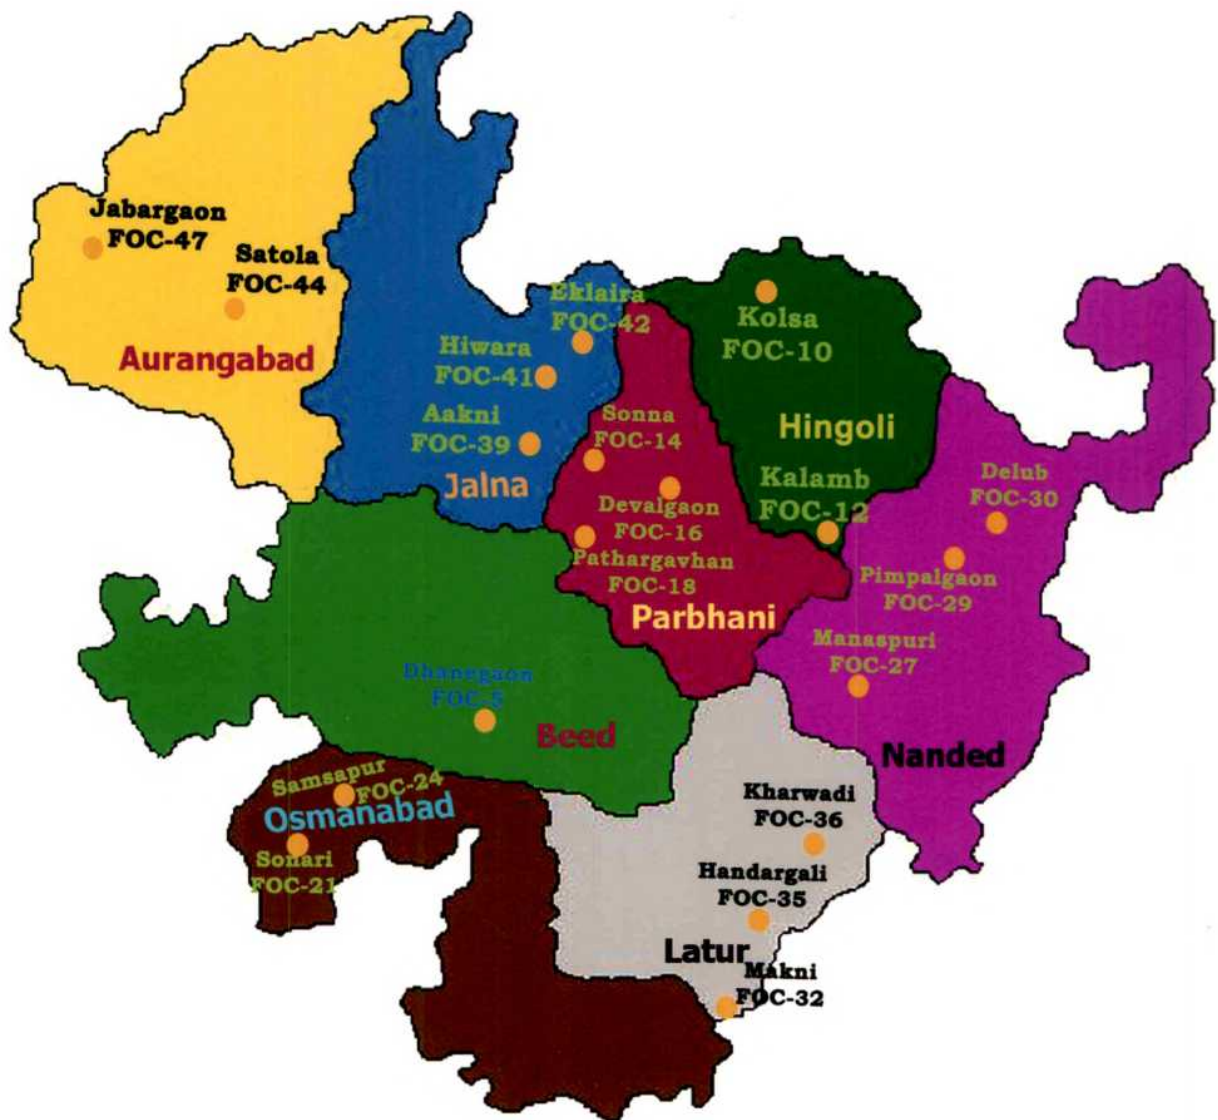 Jabargaon
FOC-47
Satola
FOC-44
Aurangabad
Eklaira
FOC-42
Hiwara
FOC-41
Aakni
FOC-39
Jalna
Kolsa
FOC-10
Hingoli
Kalamb
FOC-12
Sonna
FOC-14
Devalgaon
FOC-16
Pathargavhan
FOC-18
Parbhani
Delub
FOC-30
Pimpalgaon
FOC-29
Manaspuri
FOC-27
Nanded
Dhanegaon
FOC-5
Beed
Samsapur
FOC-24
Osmanabad
Sonari
FOC-21
Kharwadi
FOC-36
Handargali
FOC-35
Latur
Makni
FOC-32